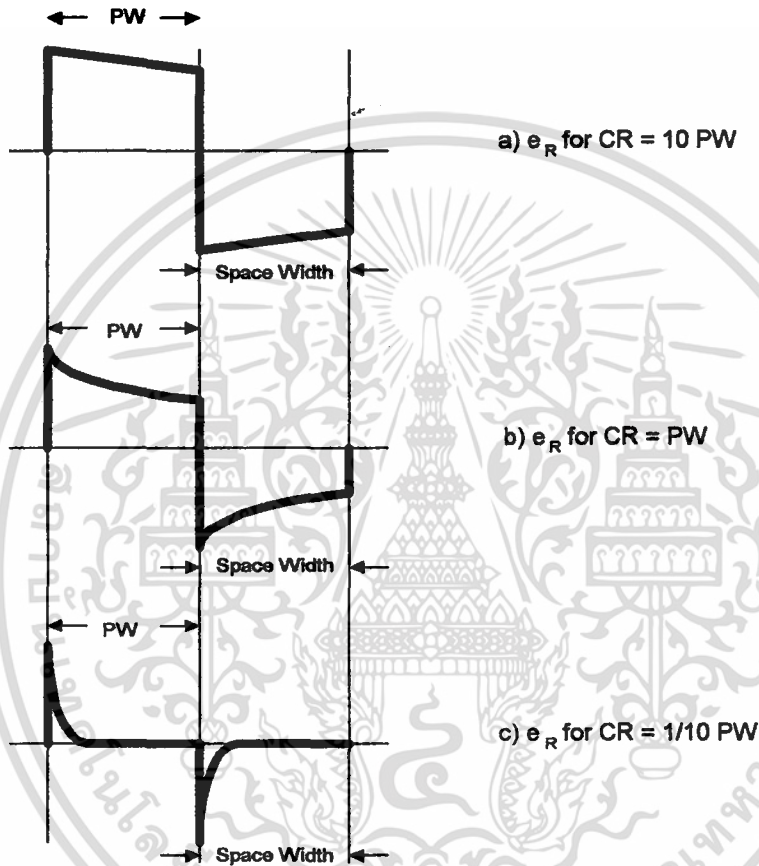 PW
a) e R for CR = 10 PW
Space Width
PW
b) e R for CR = PW
Space Width
PW
c) e R for CR = 1/10 PW
Space Width